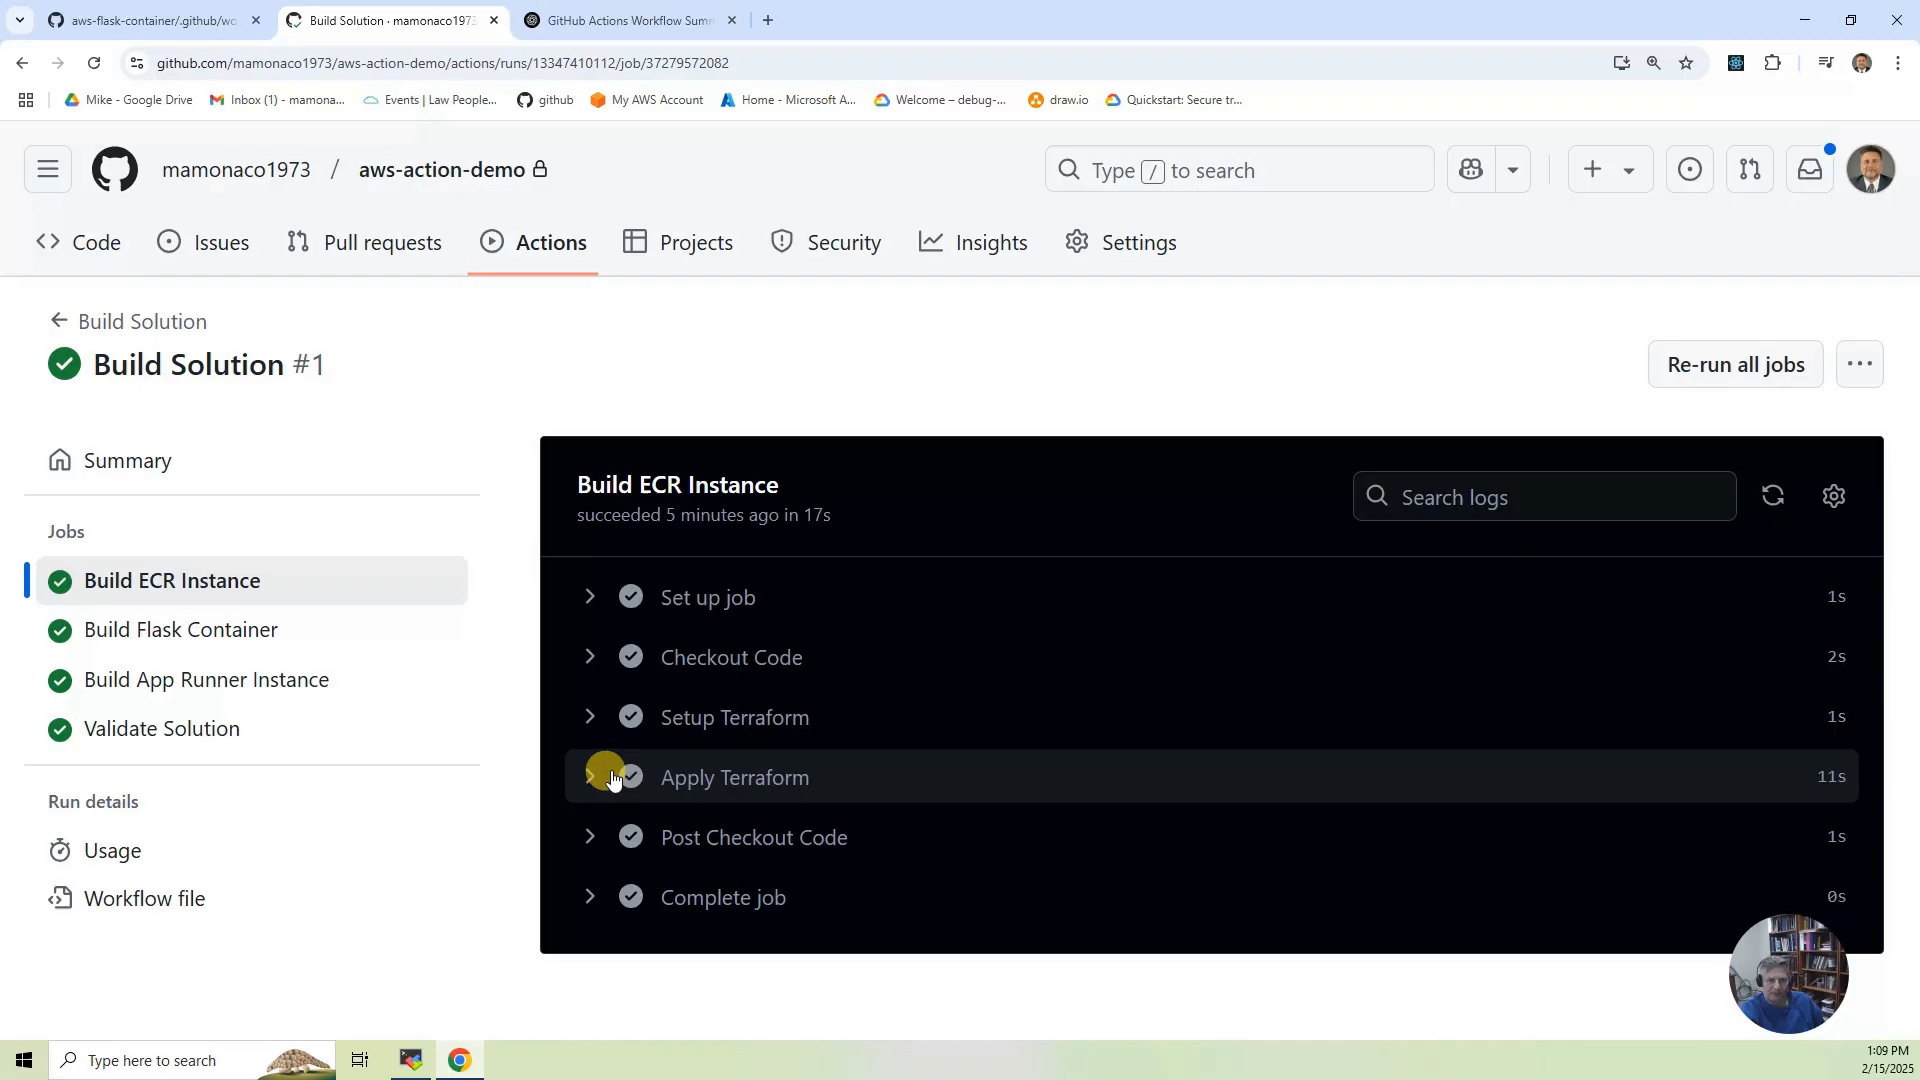 aws-flask-container/.github/wo
Build Solution · mamonaco1973
GitHub Actions Workflow Summ
github.com/mamonaco1973/aws-action-demo/actions/runs/13347410112/job/37279572082
Mike - Google Drive
Inbox (1) - mamona...
Events | Law People...
github
My AWS Account
Home - Microsoft A...
Welcome – debug-...
draw.io
Quickstart: Secure tr...
mamonaco1973 / aws-action-demo
Type / to search
Code
Issues
Pull requests
Actions
Projects
Security
Insights
Settings
Build Solution
Build Solution #1
Re-run all jobs
Summary
Jobs
Build ECR Instance
Build Flask Container
Build App Runner Instance
Validate Solution
Run details
Usage
Workflow file
Build ECR Instance
succeeded 5 minutes ago in 17s
Search logs
Set up job 1s
Checkout Code 2s
Setup Terraform 1s
Apply Terraform 11s
Post Checkout Code 1s
Complete job 0s
Type here to search
1:09 PM
2/15/2025